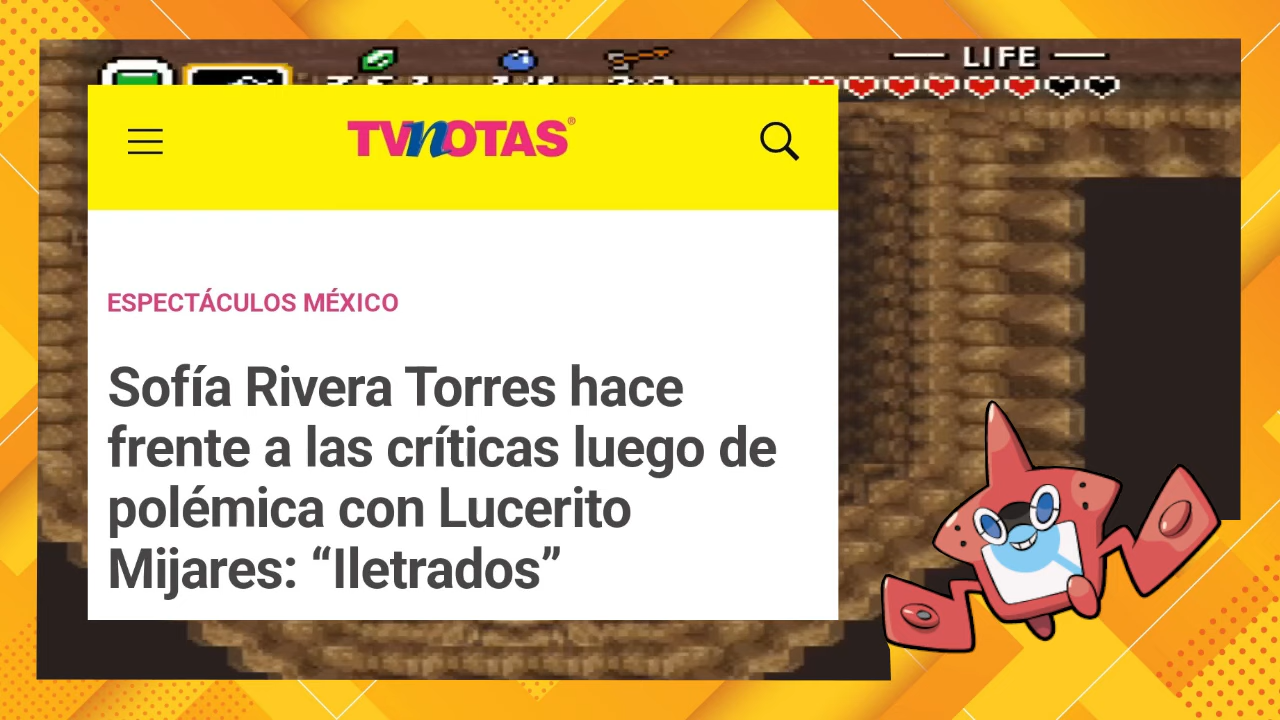 LIFE
TVnOTAS®
ESPECTÁCULOS MÉXICO
Sofía Rivera Torres hace
frente a las críticas luego de
polémica con Lucerito
Mijares: “Iletrados”